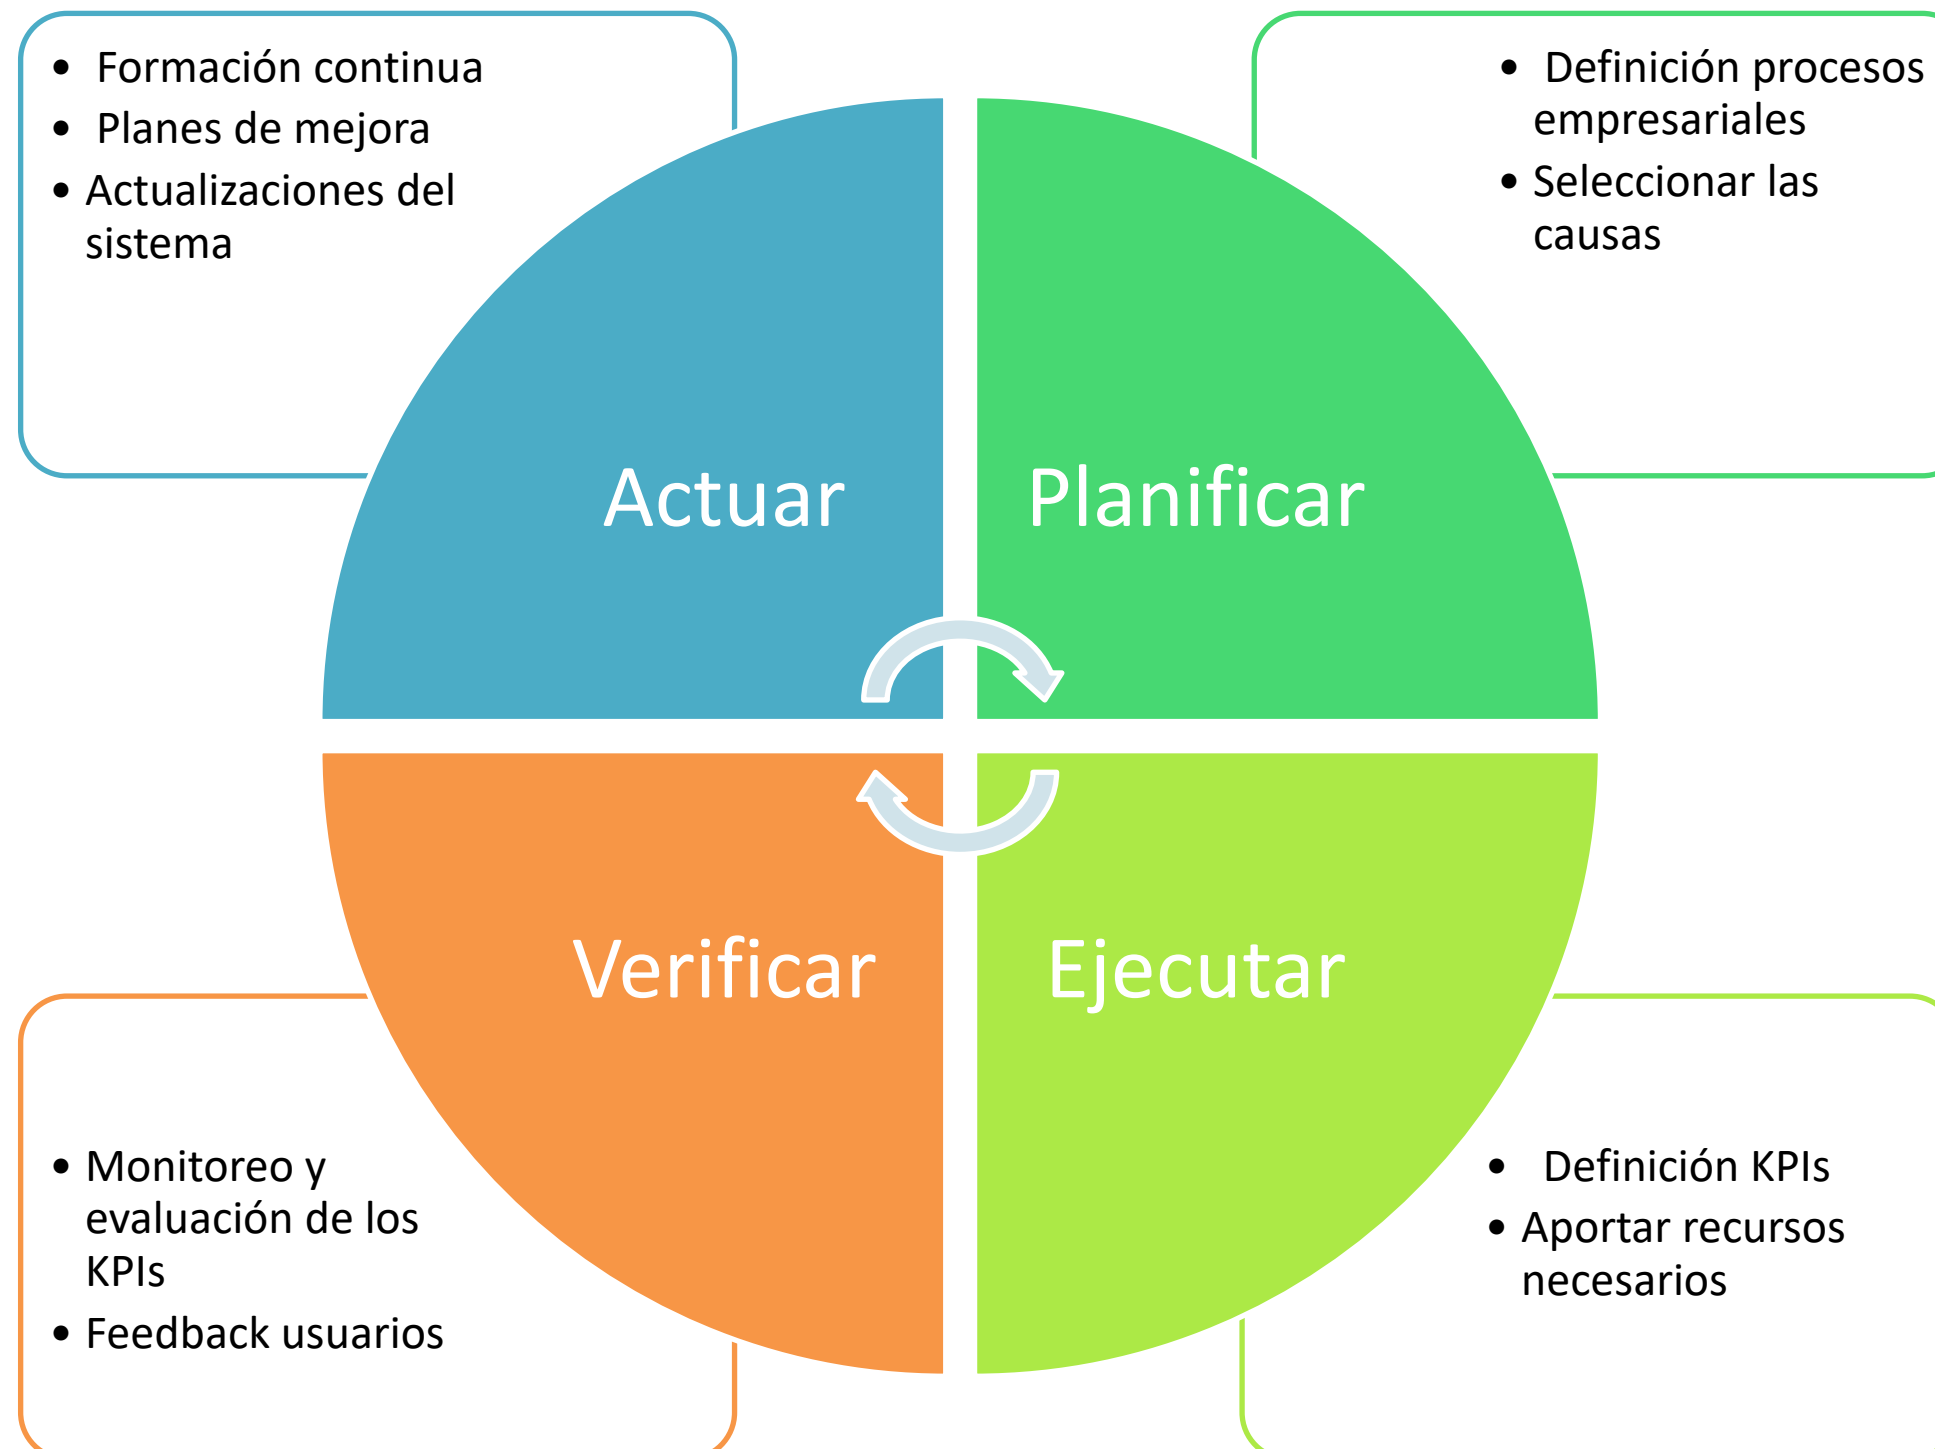 • Formación continua
• Planes de mejora
• Actualizaciones del
sistema
• Definición procesos
empresariales
• Seleccionar las
causas
Actuar
Planificar
Verificar
Ejecutar
• Monitoreo y
evaluación de los
KPIs
• Feedback usuarios
• Definición KPIs
• Aportar recursos
necesarios